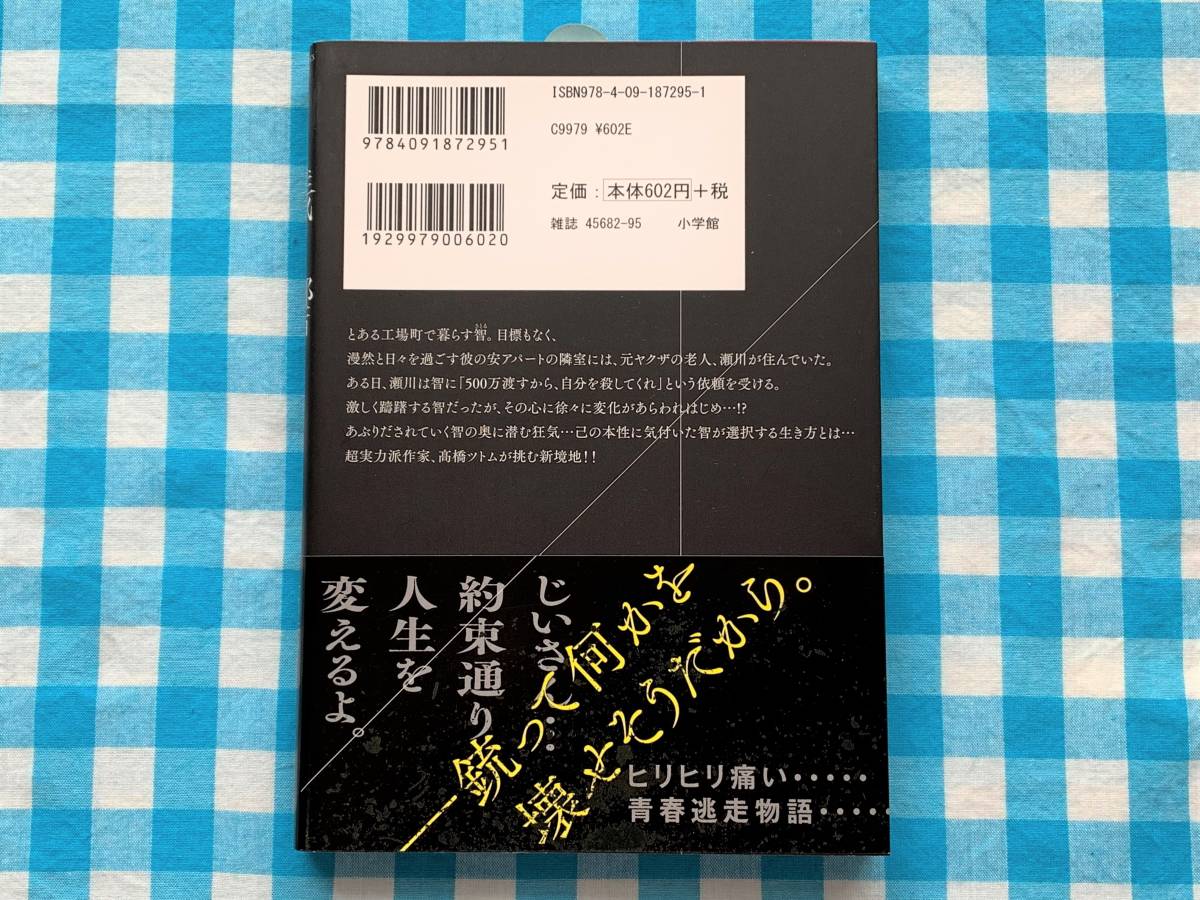 ISBN978-4-09-187295-1
9784091872951
C9979 ¥602E
定価：本体602円＋税
雑誌 45682-95 小学館
1929979006020
とある工場町で暮らす智。目標もなく、
さとる
漫然と日々を過ごす彼の安アパートの隣室には、元ヤクザの老人、瀬川が住んでいた。
ある日、瀬川は智に「500万渡すから、自分を殺してくれ」という依頼を受ける。
激しく躊躇する智だったが、その心に徐々に変化があらわれはじめ…!?
あぶりだされていく智の奥に潜む狂気…己の本性に気付いた智が選択する生き方とは…
超実力派作家、高橋ツトムが挑む新境地！！
じいさん…
約束通り
人生を
変えるよ。
―銃って何かを
壊せそうだから。
ヒリヒリ痛い‥‥‥
青春逃走物語‥‥‥